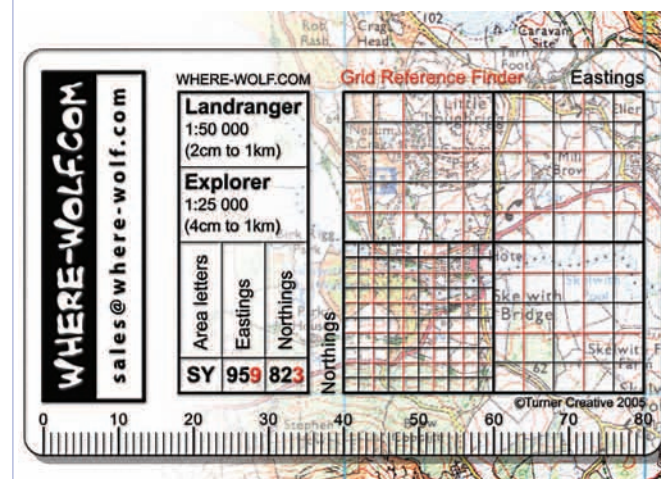 102
Crag
Head
Caravan
Site
Tarn
Foot
WHERE-WOLF.COM
sales@where-wolf.com
WHERE-WOLF.COM
Grid Reference Finder
Eastings
Landranger
1:50 000
(2cm to 1km)
Explorer
1:25 000
(4cm to 1km)
Area letters
Eastings
Northings
SY 959 823
Northings
Little
Eller
Mill
Brow
Park
Skelwith
Bridge
62
©Turner Creative 2005
0 10 20 30 40 50 60 70 80